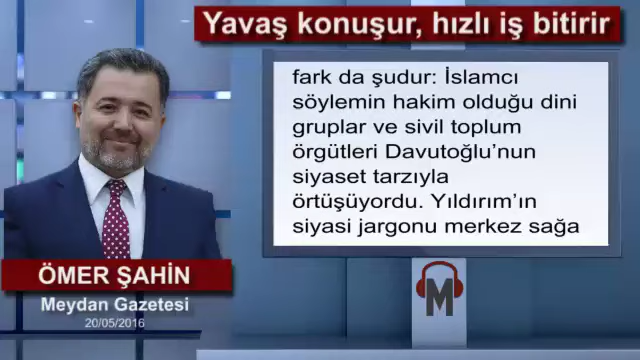 Yavaş konuşur, hızlı iş bitirir
fark da şudur: İslamcı
söylemin hakim olduğu dini
gruplar ve sivil toplum
örgütleri Davutoğlu’nun
siyaset tarzıyla
örtüşüyordu. Yıldırım’ın
siyasi jargonu merkez sağa
ÖMER ŞAHİN
Meydan Gazetesi
20/05/2016
M